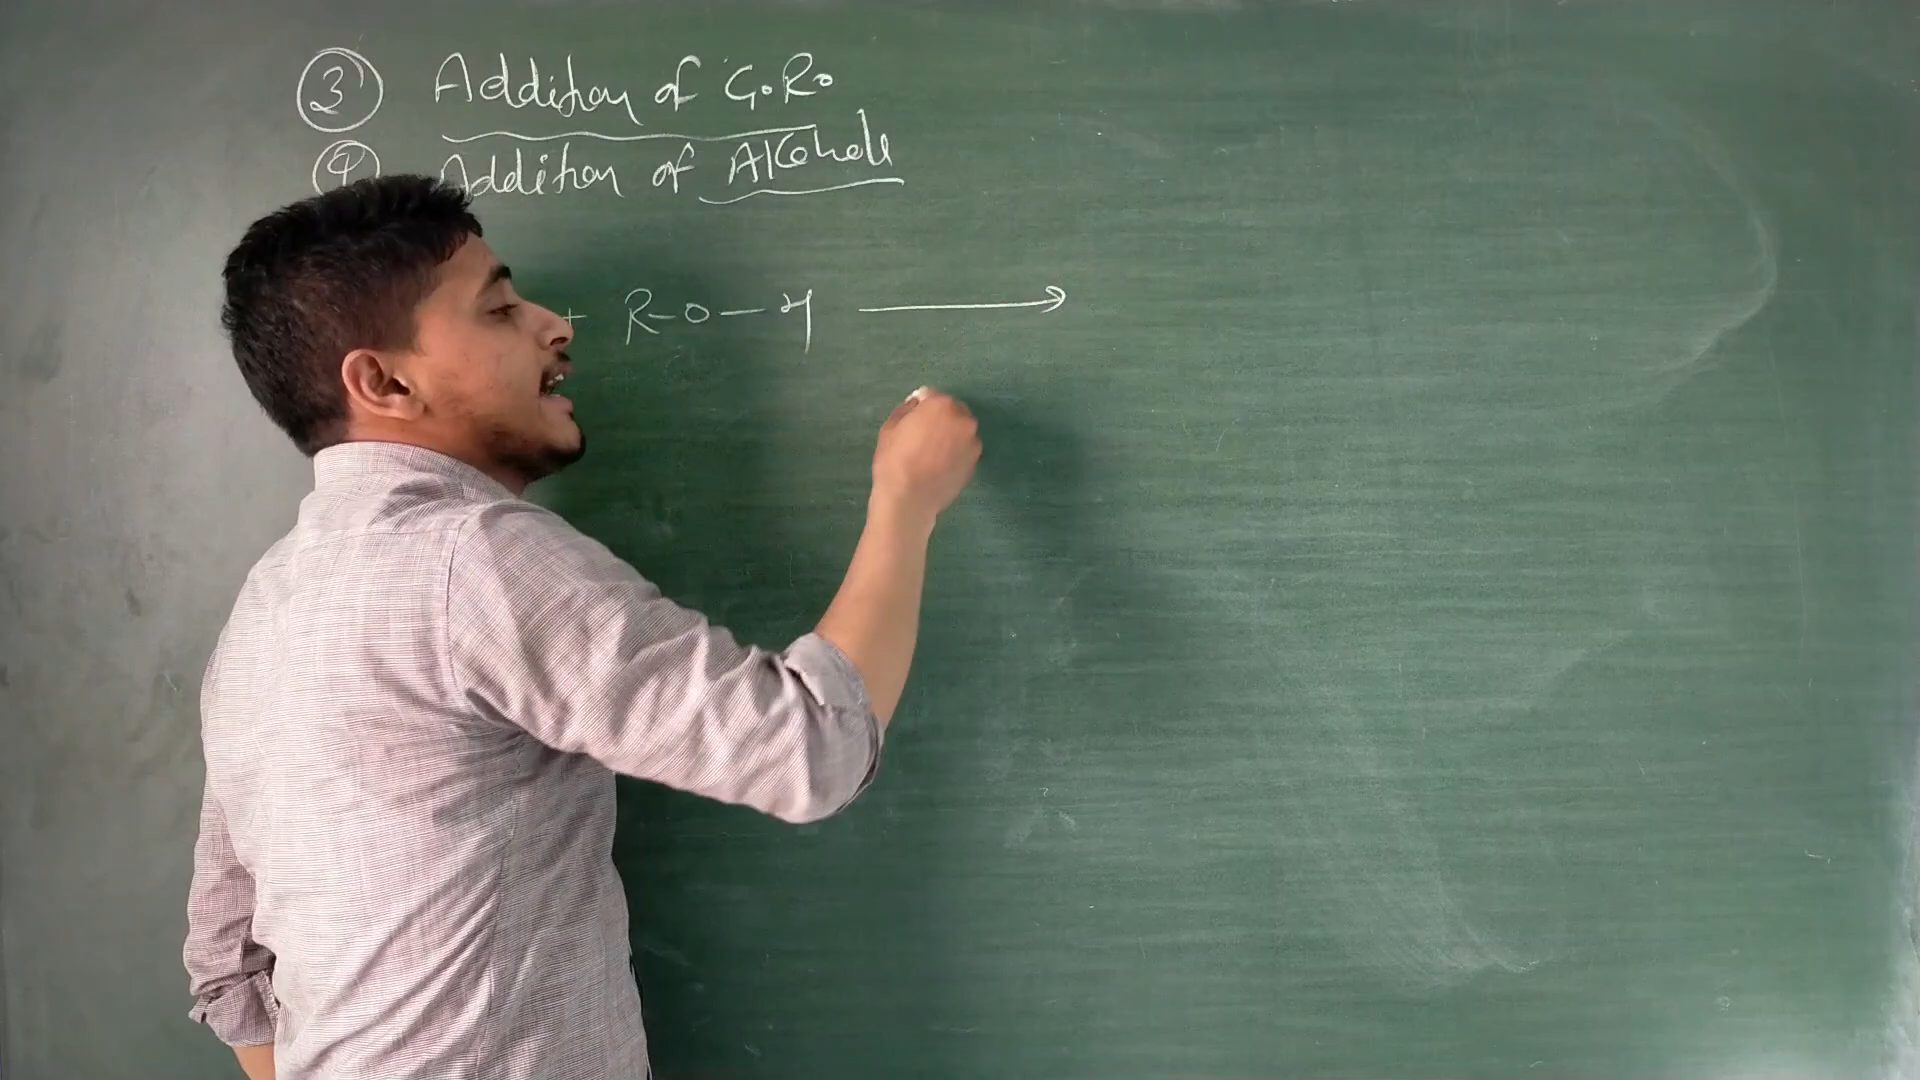 ③ Addition of G.R.
④ Addition of Alcohols
+ R-O-H →